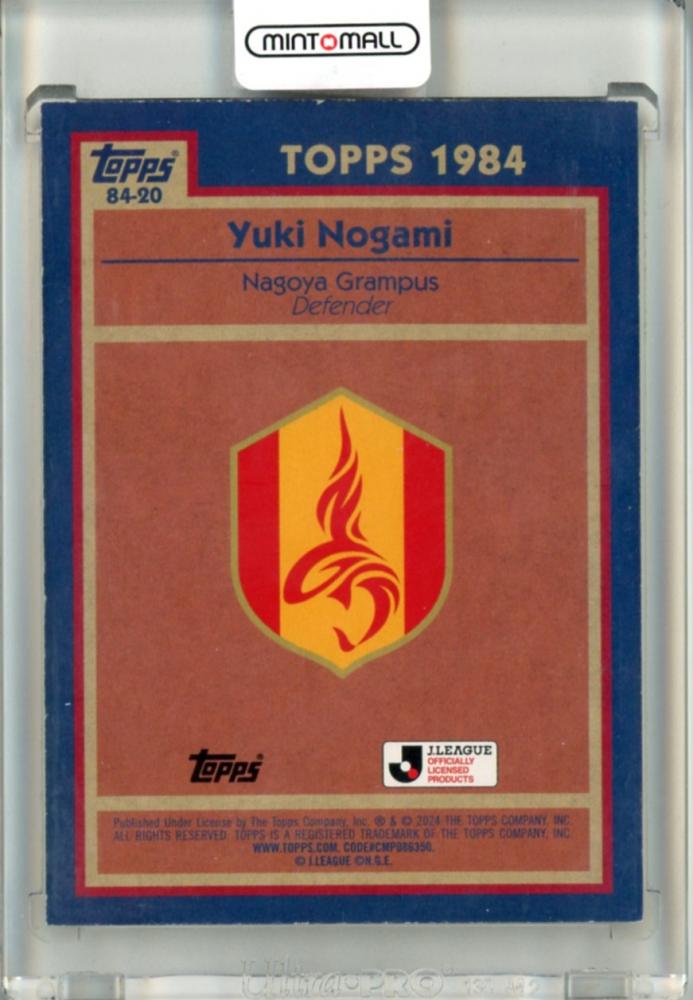 MINTMALL
TOPPS 1984
Topps
84-20
Yuki Nogami
Nagoya Grampus
Defender
Topps
J.LEAGUE
OFFICIALLY
LICENSED
PRODUCTS
Published Under License by The Topps Company, Inc. ® & © 2024 THE TOPPS COMPANY, INC.
ALL RIGHTS RESERVED. TOPPS IS A REGISTERED TRADEMARK OF THE TOPPS COMPANY, INC.
WWW.TOPPS.COM. CODE#CMP086350.
© J.LEAGUE ©N.G.E.
Ultra PRO